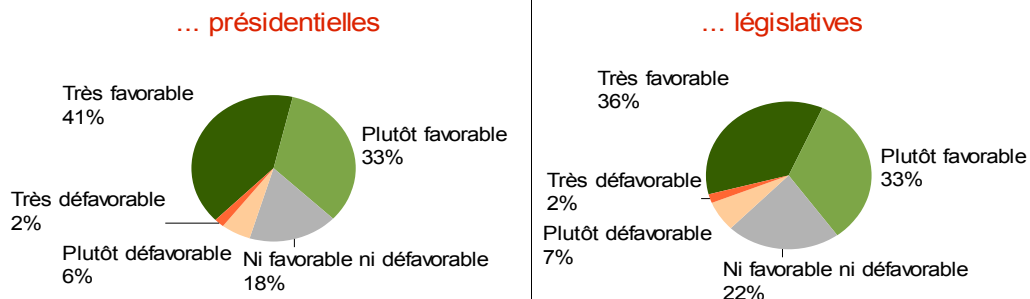 ... présidentielles
Très favorable
41%
Plutôt favorable
33%
Très défavorable
2%
Plutôt défavorable
6%
Ni favorable ni défavorable
18%
... législatives
Très favorable
36%
Plutôt favorable
33%
Très défavorable
2%
Plutôt défavorable
7%
Ni favorable ni défavorable
22%